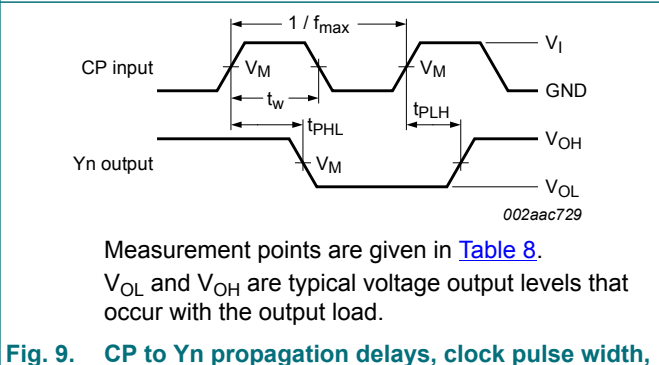 1 / fmax
VI
CP input
VM
VM
GND
tW
tPHL
tPLH
VOH
Yn output
VM
VOL
002aac729
Measurement points are given in Table 8.
VOL and VOH are typical voltage output levels that
occur with the output load.
Fig. 9. CP to Yn propagation delays, clock pulse width,